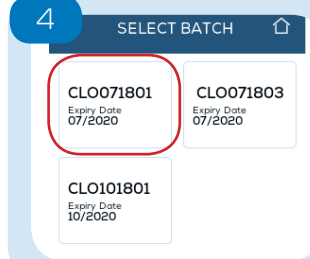 4
SELECT BATCH
CLO071801
Expiry Date
07/2020
CLO071803
Expiry Date
07/2020
CLO101801
Expiry Date
10/2020